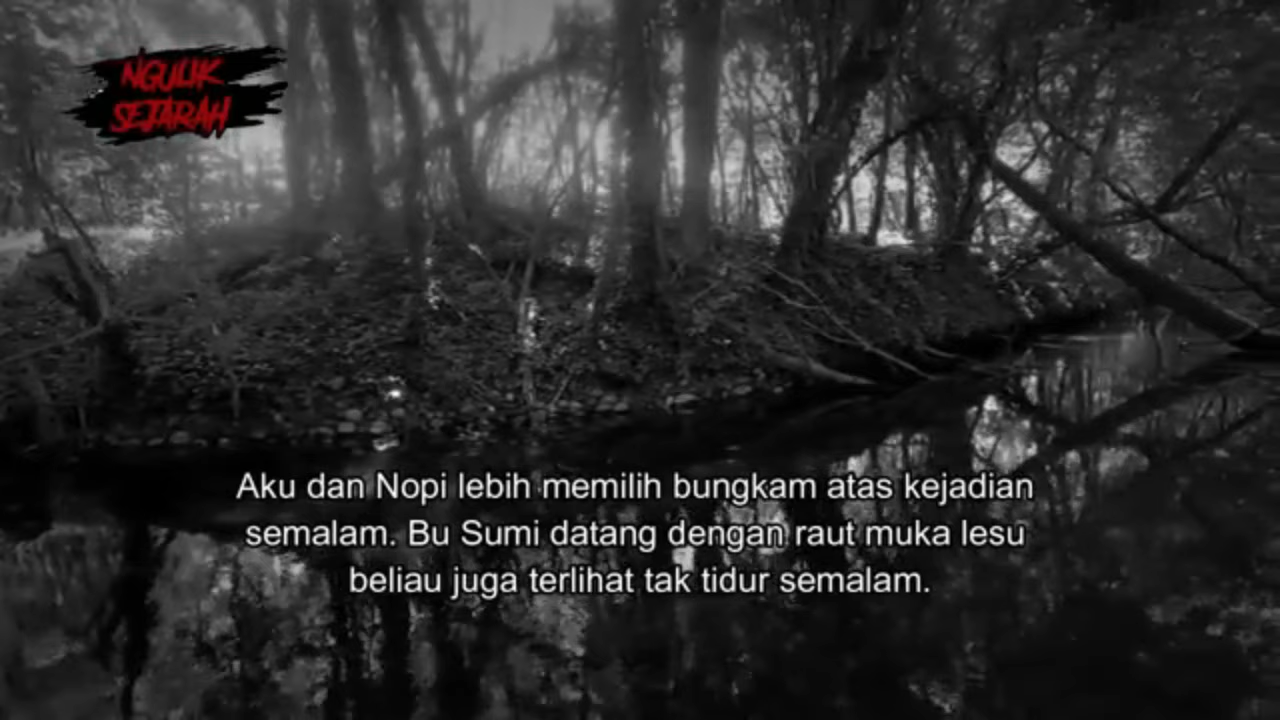 NGULIK
SEJARAH
Aku dan Nopi lebih memilih bungkam atas kejadian
semalam. Bu Sumi datang dengan raut muka lesu
beliau juga terlihat tak tidur semalam.